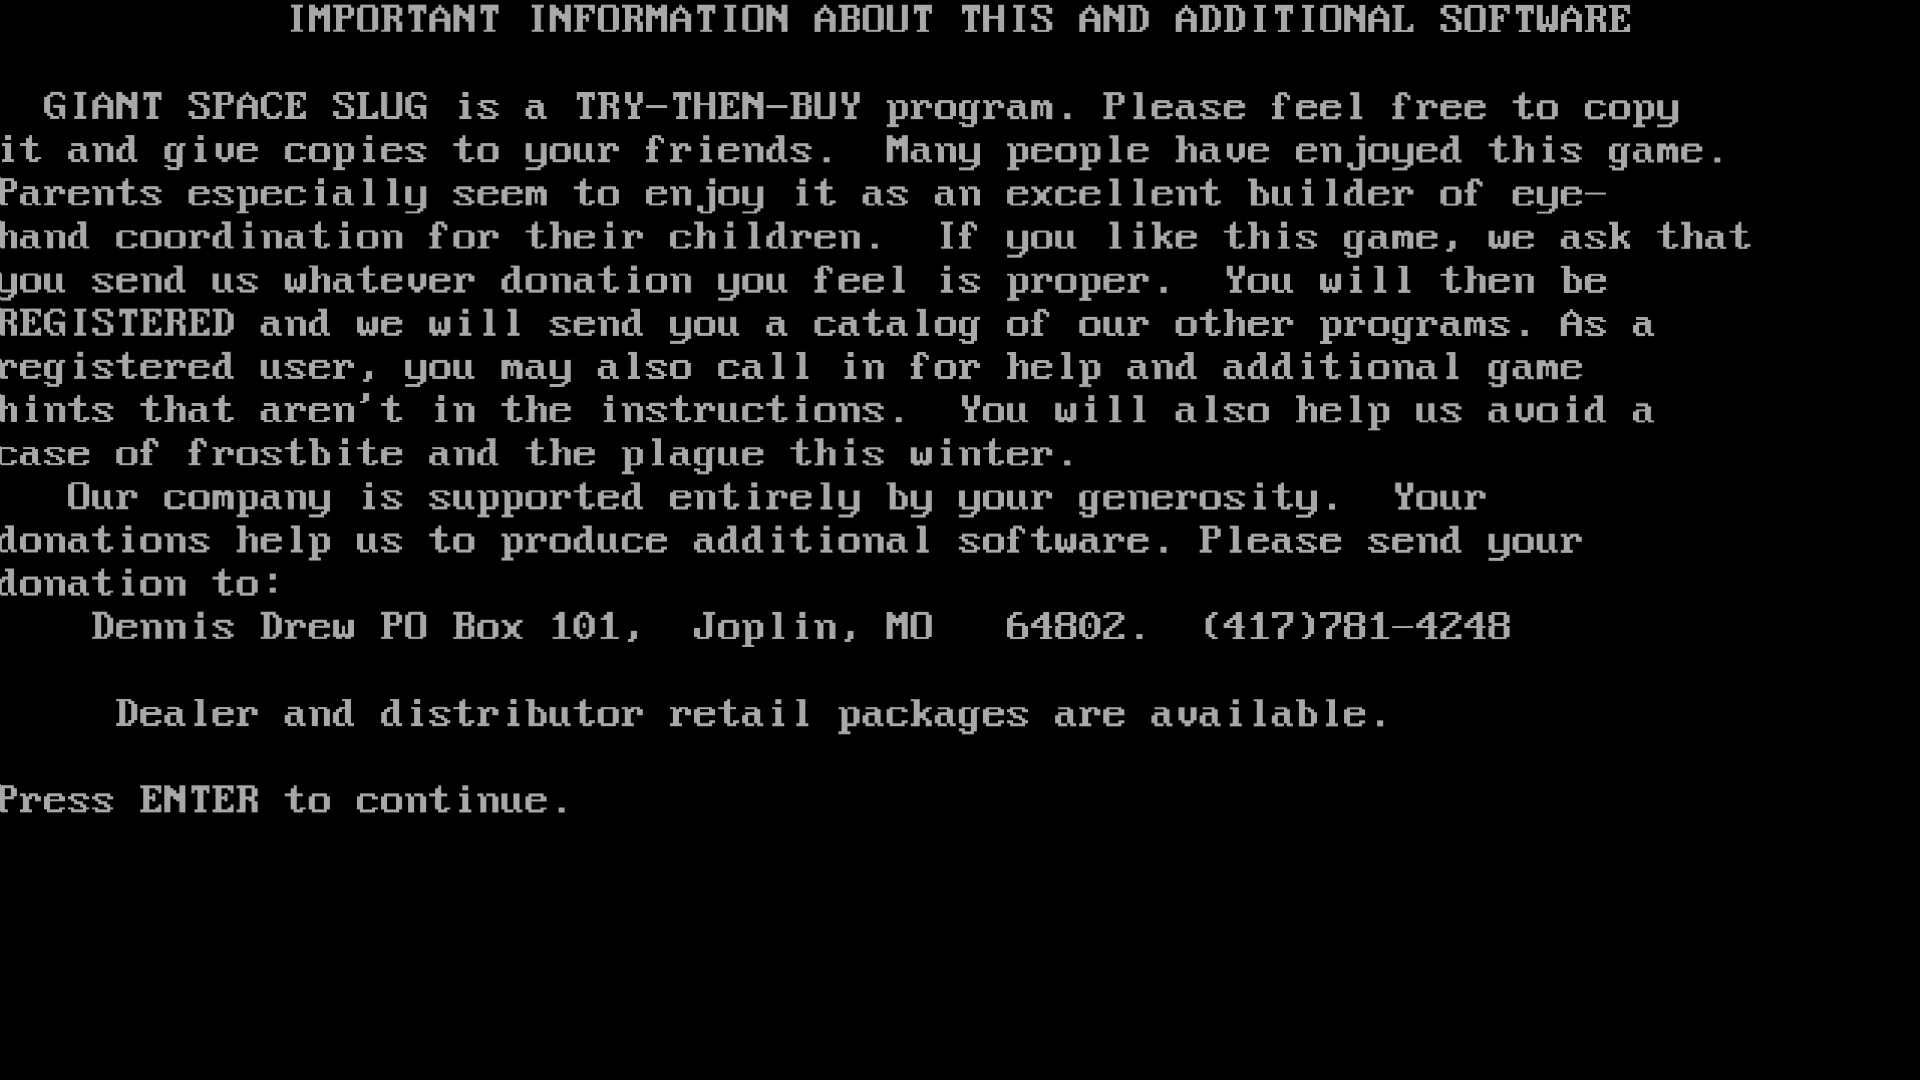 IMPORTANT INFORMATION ABOUT THIS AND ADDITIONAL SOFTWARE
GIANT SPACE SLUG is a TRY-THEN-BUY program. Please feel free to copy
it and give copies to your friends.  Many people have enjoyed this game.
Parents especially seem to enjoy it as an excellent builder of eye-
hand coordination for their children.  If you like this game, we ask that
you send us whatever donation you feel is proper.  You will then be
REGISTERED and we will send you a catalog of our other programs. As a
registered user, you may also call in for help and additional game
hints that aren't in the instructions.  You will also help us avoid a
case of frostbite and the plague this winter.
Our company is supported entirely by your generosity.  Your
donations help us to produce additional software. Please send your
donation to:
Dennis Drew PO Box 101,  Joplin, MO   64802.  (417)781-4248
Dealer and distributor retail packages are available.
Press ENTER to continue.